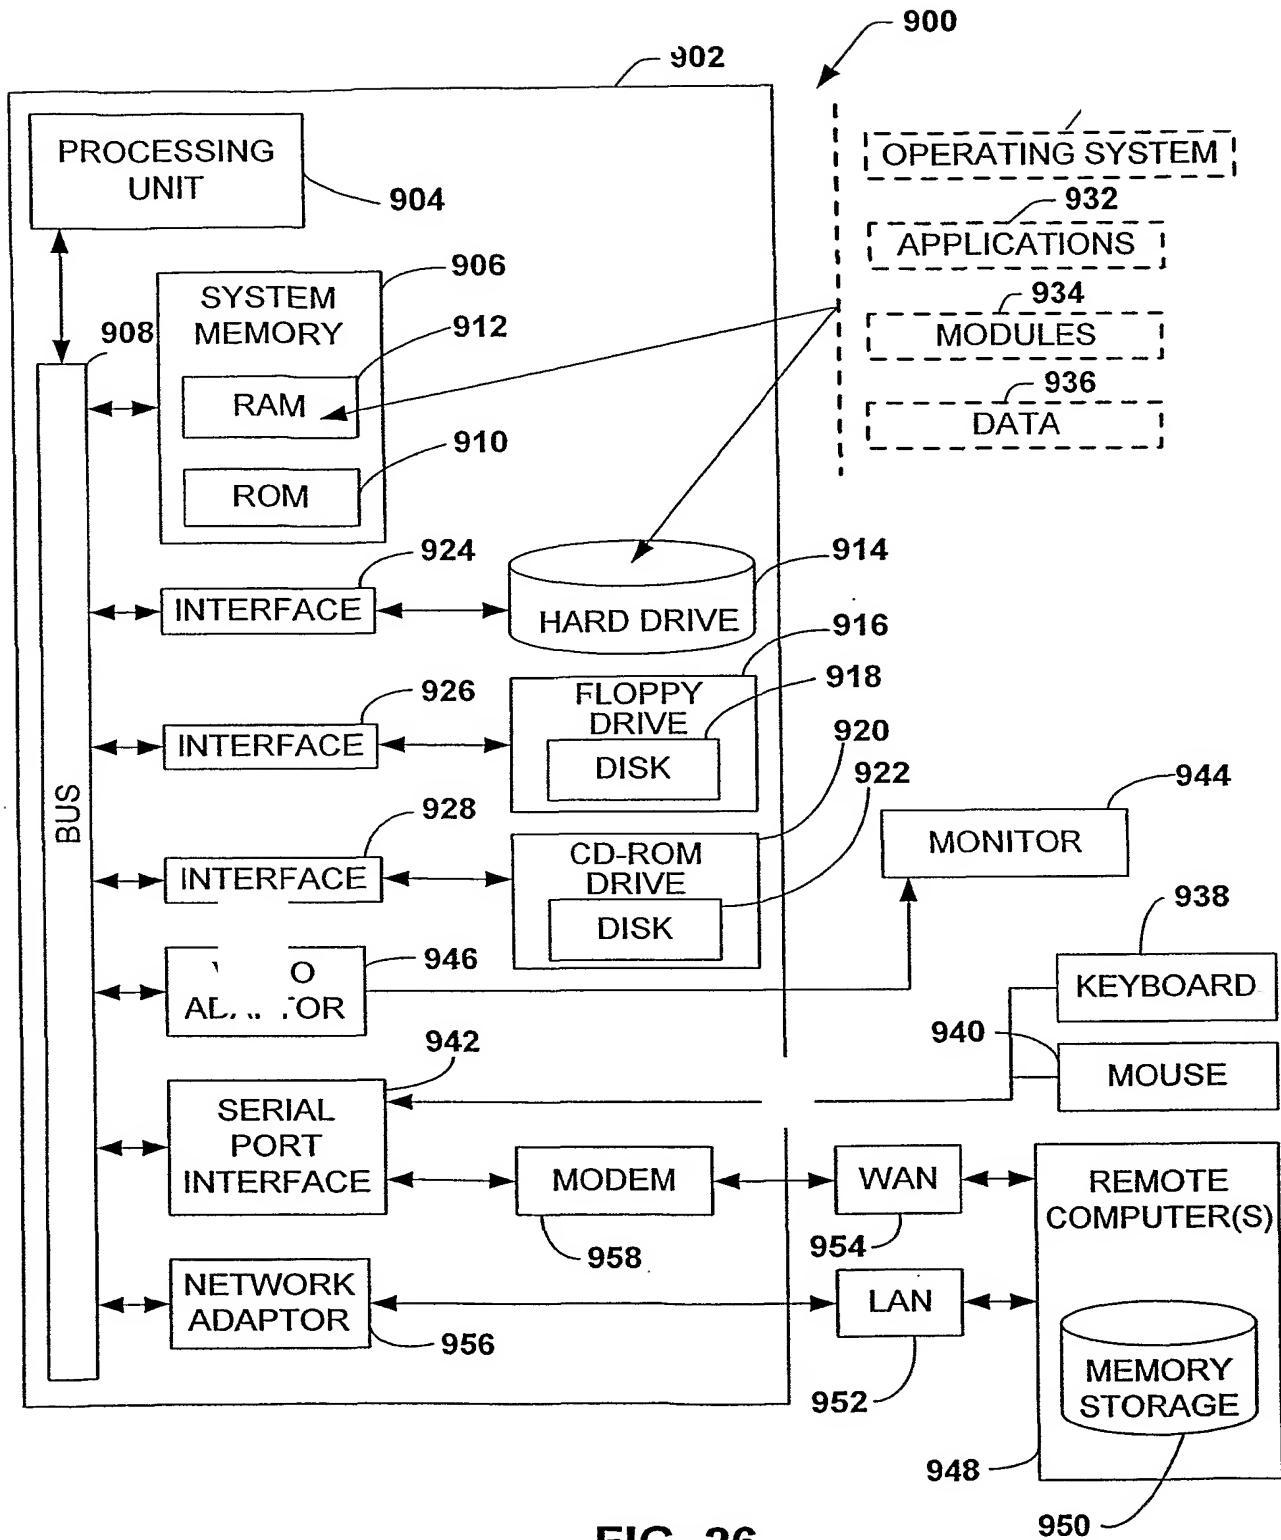 900
902
PROCESSING
UNIT
904
OPERATING SYSTEM
932
APPLICATIONS
934
MODULES
936
DATA
906
SYSTEM
MEMORY
912
RAM
910
ROM
908
BUS
924
INTERFACE
914
HARD DRIVE
926
INTERFACE
916
FLOPPY
DRIVE
918
DISK
928
INTERFACE
920
CD-ROM
DRIVE
922
DISK
944
MONITOR
946
938
KEYBOARD
940
MOUSE
942
SERIAL
PORT
INTERFACE
MODEM
958
WAN
954
REMOTE
COMPUTER(S)
NETWORK
ADAPTOR
956
LAN
952
MEMORY
STORAGE
948
950